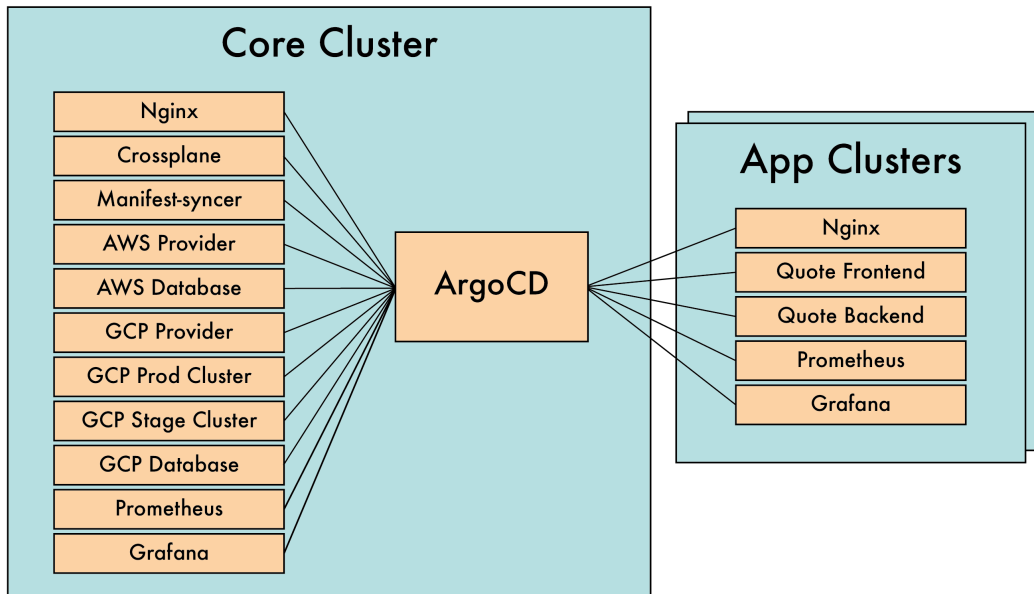 Core Cluster
Nginx
Crossplane
Manifest-syncer
AWS Provider
AWS Database
GCP Provider
GCP Prod Cluster
GCP Stage Cluster
GCP Database
Prometheus
Grafana
ArgoCD
App Clusters
Nginx
Quote Frontend
Quote Backend
Prometheus
Grafana